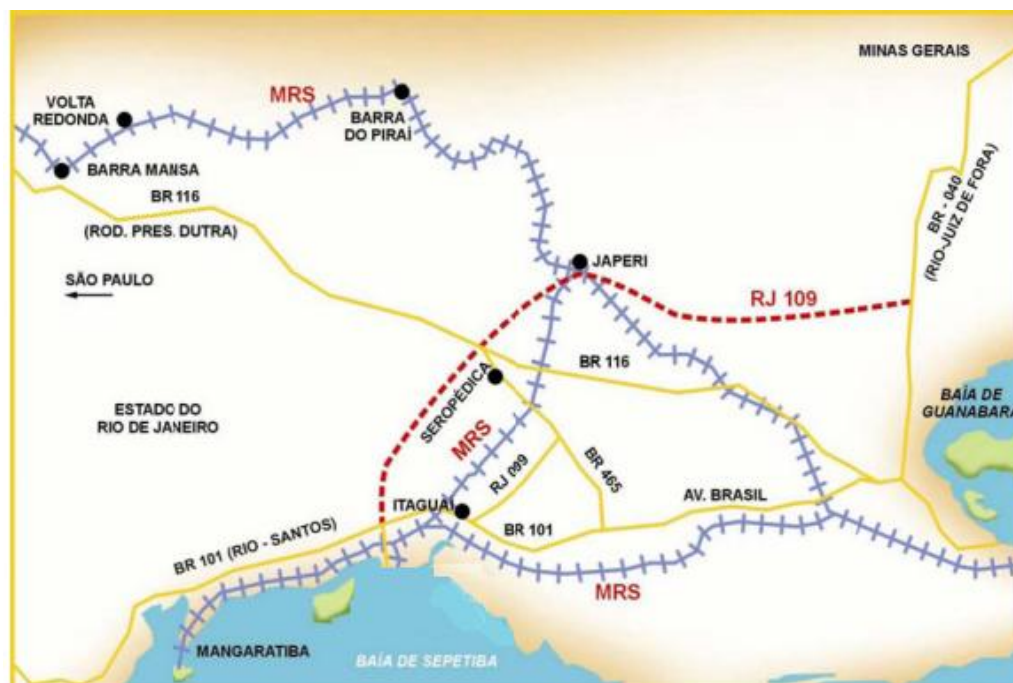 MINAS GERAIS
VOLTA
REDONDA
MRS
BARRA
DO PIRAÍ
BARRA MANSA
BR 116
(ROD. PRES. DUTRA)
BR - 040
(RIO-JUIZ DE FORA)
SÃO PAULO
JAPERI
RJ 109
BR 116
SEROPÉDICA
ESTADO DO
RIO DE JANEIRO
BAÍA DE
GUANABARA
MRS
RJ 099
BR 465
ITAGUAÍ
AV. BRASIL
BR 101
BR 101 (RIO - SANTOS)
MRS
MANGARATIBA
BAÍA DE SEPETIBA